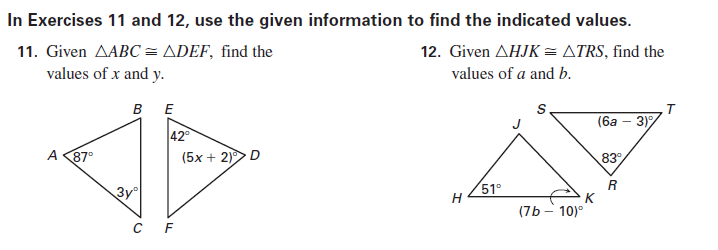 In Exercises 11 and 12, use the given information to find the indicated values.
11. Given △ABC ≅ △DEF, find the
values of x and y.
B E
42°
A 87°
(5x + 2)° D
3y°
C F
12. Given △HJK ≅ △TRS, find the
values of a and b.
S T
J
(6a − 3)°
83°
R
H 51°
K
(7b − 10)°